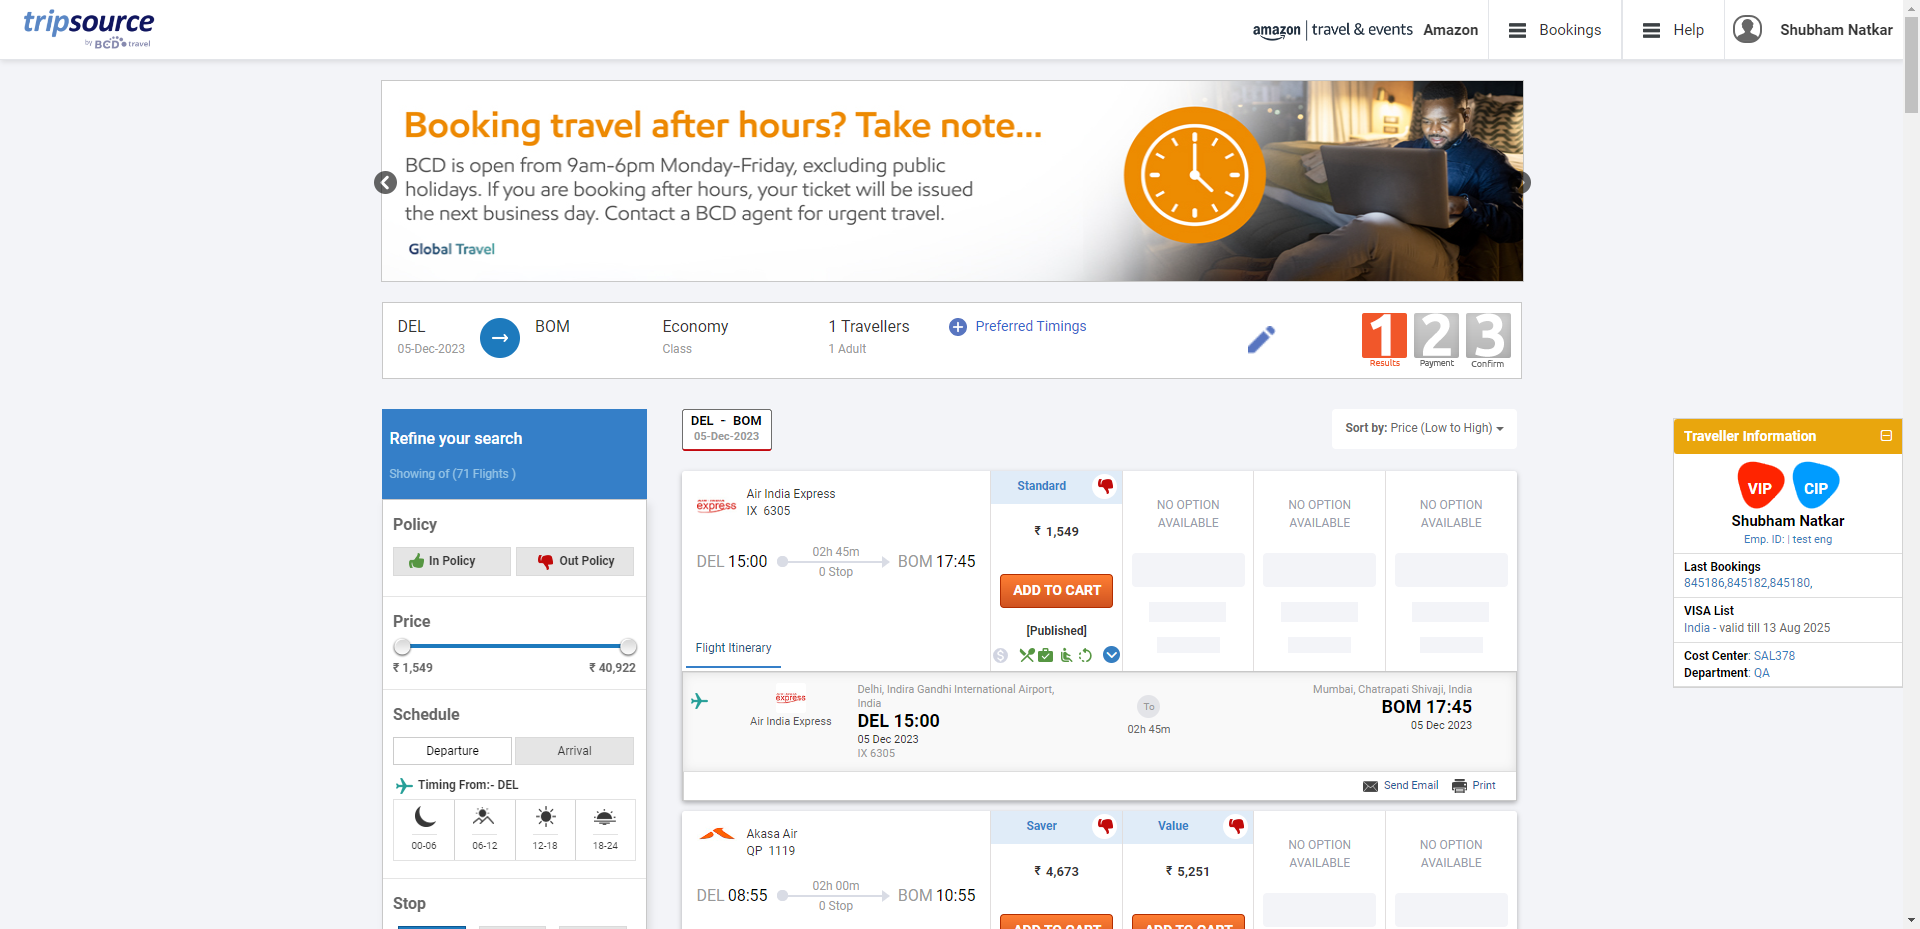 tripsource
by BCD travel
amazon | travel & events Amazon
Bookings
Help
Shubham Natkar
Booking travel after hours? Take note...
BCD is open from 9am-6pm Monday-Friday, excluding public
holidays. If you are booking after hours, your ticket will be issued
the next business day. Contact a BCD agent for urgent travel.
Global Travel
DEL
05-Dec-2023
BOM
Economy
Class
1 Travellers
1 Adult
Preferred Timings
1 2 3
Results Payment Confirm
Refine your search
Showing of (71 Flights )
Policy
In Policy Out Policy
Price
₹ 1,549 ₹ 40,922
Schedule
Departure Arrival
Timing From:- DEL
00-06 06-12 12-18 18-24
Stop
DEL - BOM
05-Dec-2023
Sort by: Price (Low to High)
express
Air India Express
IX 6305
DEL 15:00
02h 45m
0 Stop
BOM 17:45
Flight Itinerary
Standard
₹ 1,549
ADD TO CART
[Published]
NO OPTION
AVAILABLE
NO OPTION
AVAILABLE
NO OPTION
AVAILABLE
express
Air India Express
Delhi, Indira Gandhi International Airport,
India
DEL 15:00
05 Dec 2023
IX 6305
To
02h 45m
Mumbai, Chatrapati Shivaji, India
BOM 17:45
05 Dec 2023
Send Email Print
Akasa Air
QP 1119
DEL 08:55
02h 00m
0 Stop
BOM 10:55
Saver
₹ 4,673
ADD TO CART
Value
₹ 5,251
ADD TO CART
NO OPTION
AVAILABLE
NO OPTION
AVAILABLE
Traveller Information
VIP CIP
Shubham Natkar
Emp. ID: | test eng
Last Bookings
845186,845182,845180,
VISA List
India - valid till 13 Aug 2025
Cost Center: SAL378
Department: QA